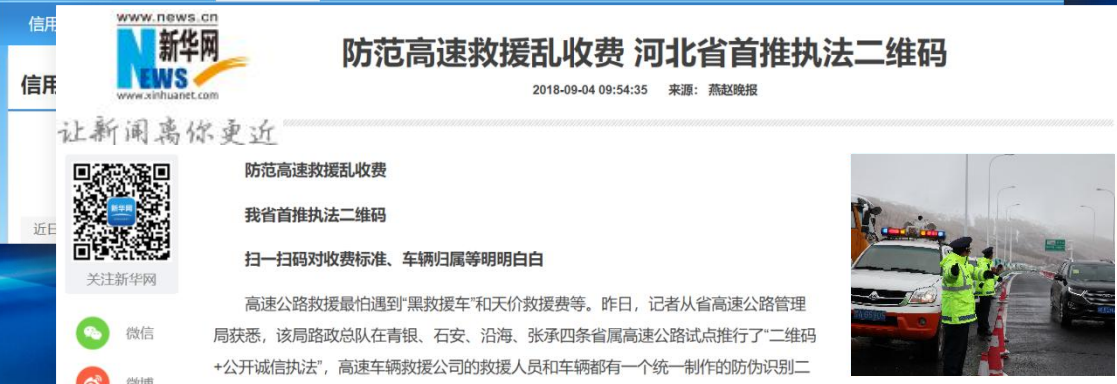 信用
www.news.cn
新华网
NEWS
www.xinhuanet.com
让新闻离你更近
防范高速救援乱收费 河北省首推执法二维码
2018-09-04 09:54:35 来源： 燕赵晚报
信用
近日
新华网
关注新华网
微信
微博
防范高速救援乱收费
我省首推执法二维码
扫一扫码对收费标准、车辆归属等明明白白
高速公路救援最怕遇到“黑救援车”和天价救援费等。昨日，记者从省高速公路管理
局获悉，该局路政总队在青银、石安、沿海、张承四条省属高速公路试点推行了“二维码
+公开诚信执法”，高速车辆救援公司的救援人员和车辆都有一个统一制作的防伪识别二